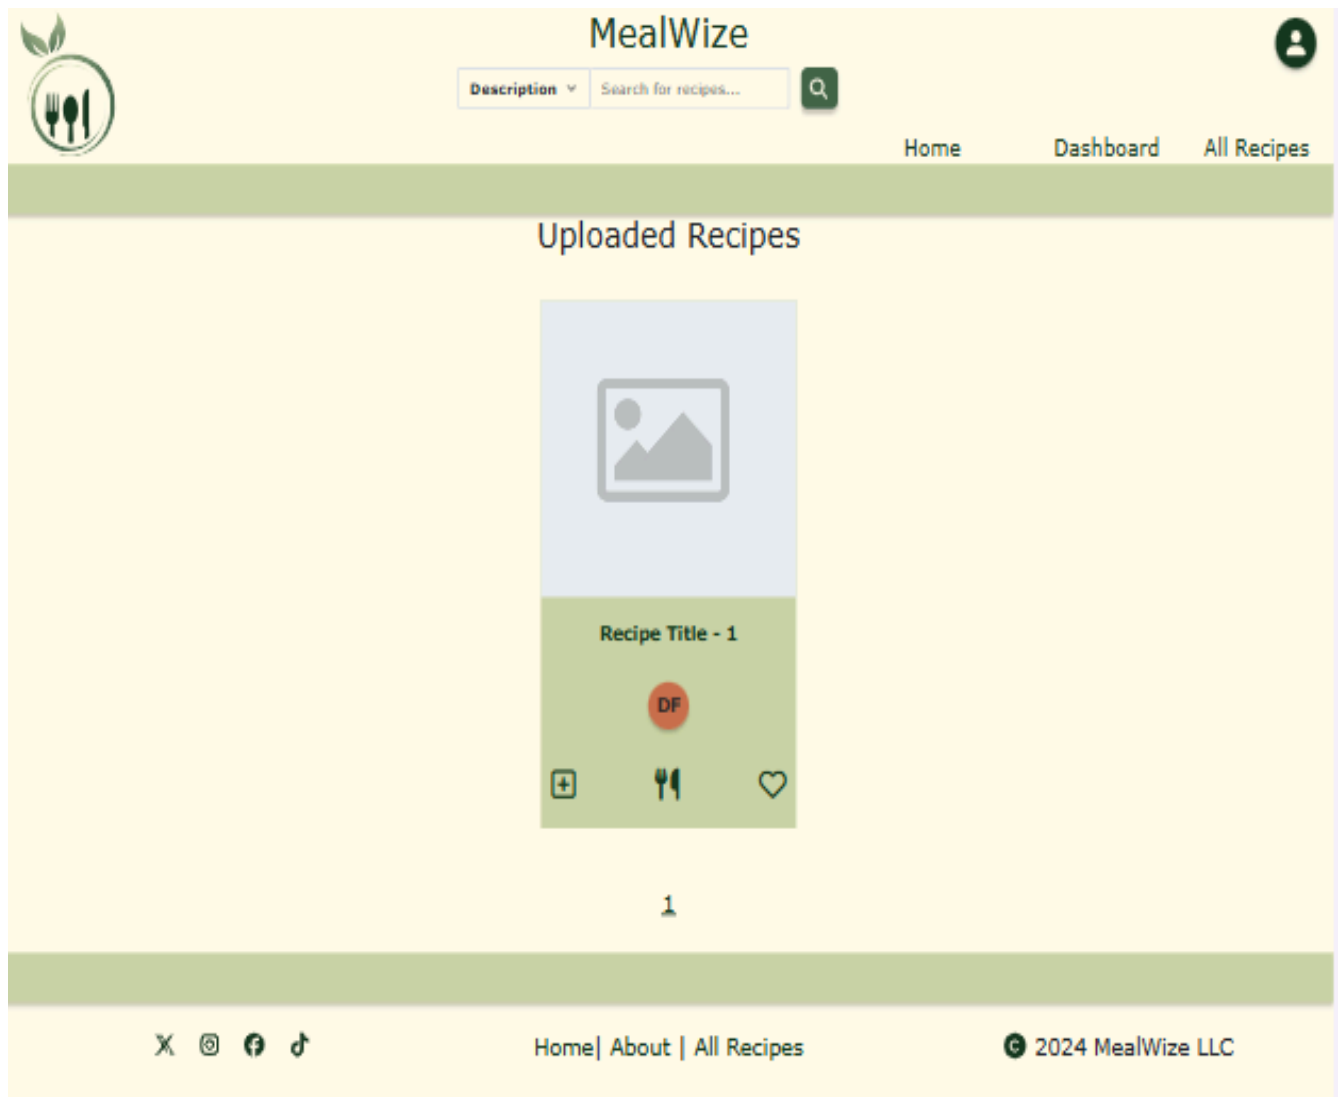 MealWize
Description Search for recipes...
Home Dashboard All Recipes
Uploaded Recipes
Recipe Title - 1
DF
1
Home| About | All Recipes
© 2024 MealWize LLC